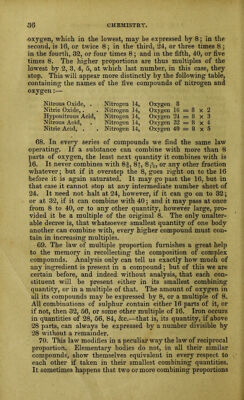 36 CHEMISTRY.
oxygen, which in the lowest, may be expressed by 8; in the
second, is 16, or twice 8; in the third, 24, or three times 8;
in the fourth, 32, or four times 8; and in the fifth, 40, or five
times 8. The higher proportions are thus multiples of the
lowest by 2, 3, 4, 5, at which last number, in this case, they
stop. This will appear more distinctly by the following table,
containing the names of the five compounds of nitrogen and
oxygen :—
Nitrous Oxide, . . Nitrogen 14, Oxygen 8
Nitric Oxide, . . Nitrogen 14, Oxygen 16 = 8 × 2
Hyponitrous Acid, Nitrogen 14, Oxygen 24 = 8 × 3
Nitrous Acid, . . Nitrogen 14, Oxygen 32 = 8 × 4
Nitric Acid, . . . Nitrogen 14, Oxygen 40 = 8 × 5
68. In every series of compounds we find the same law
operating. If a substance can combine with more than 8
parts of oxygen, the least next quantity it combines with is
16. It never combines with 8½, 8¼, 8⅒, or any other fraction
whatever; but if it overstep the 8, goes right on to the 16
before it is again saturated. It may go past the 16, but in
that case it cannot stop at any intermediate number short of
24. It need not halt at 24, however, if it can go on to 32;
or at 32, if it can combine with 40; and it may pass at once
from 8 to 40, or to any other quantity, however large, pro-
vided it be a multiple of the original 8. The only unalter-
able decree is, that whatsoever smallest quantity of one body
another can combine with, every higher compound must con-
tain in increasing multiples.
69. The law of multiple proportion furnishes a great help
to the memory in recollecting the composition of complex
compounds. Analysis only can tell us exactly how much of
any ingredient is present in a compound; but of this we are
certain before, and indeed without analysis, that each con-
stituent will be present either in its smallest combining
quantity, or in a multiple of that. The amount of oxygen in
all its compounds may be expressed by 8, or a multiple of 8.
All combinations of sulphur contain either 16 parts of it, or
if not, then 32, 56, or some other multiple of 16. Iron occurs
in quantities of 28, 56, 84, &c.—that is, its quantity, if above
28 parts, can always be expressed by a number divisible by
28 without a remainder.
70. This law modifies in a peculiar way the law of reciprocal
proportion. Elementary bodies do not, in all their similar
compounds, show themselves equivalent in every respect to
each other if taken in their smallest combining quantities.
It sometimes happens that two or more combining proportions